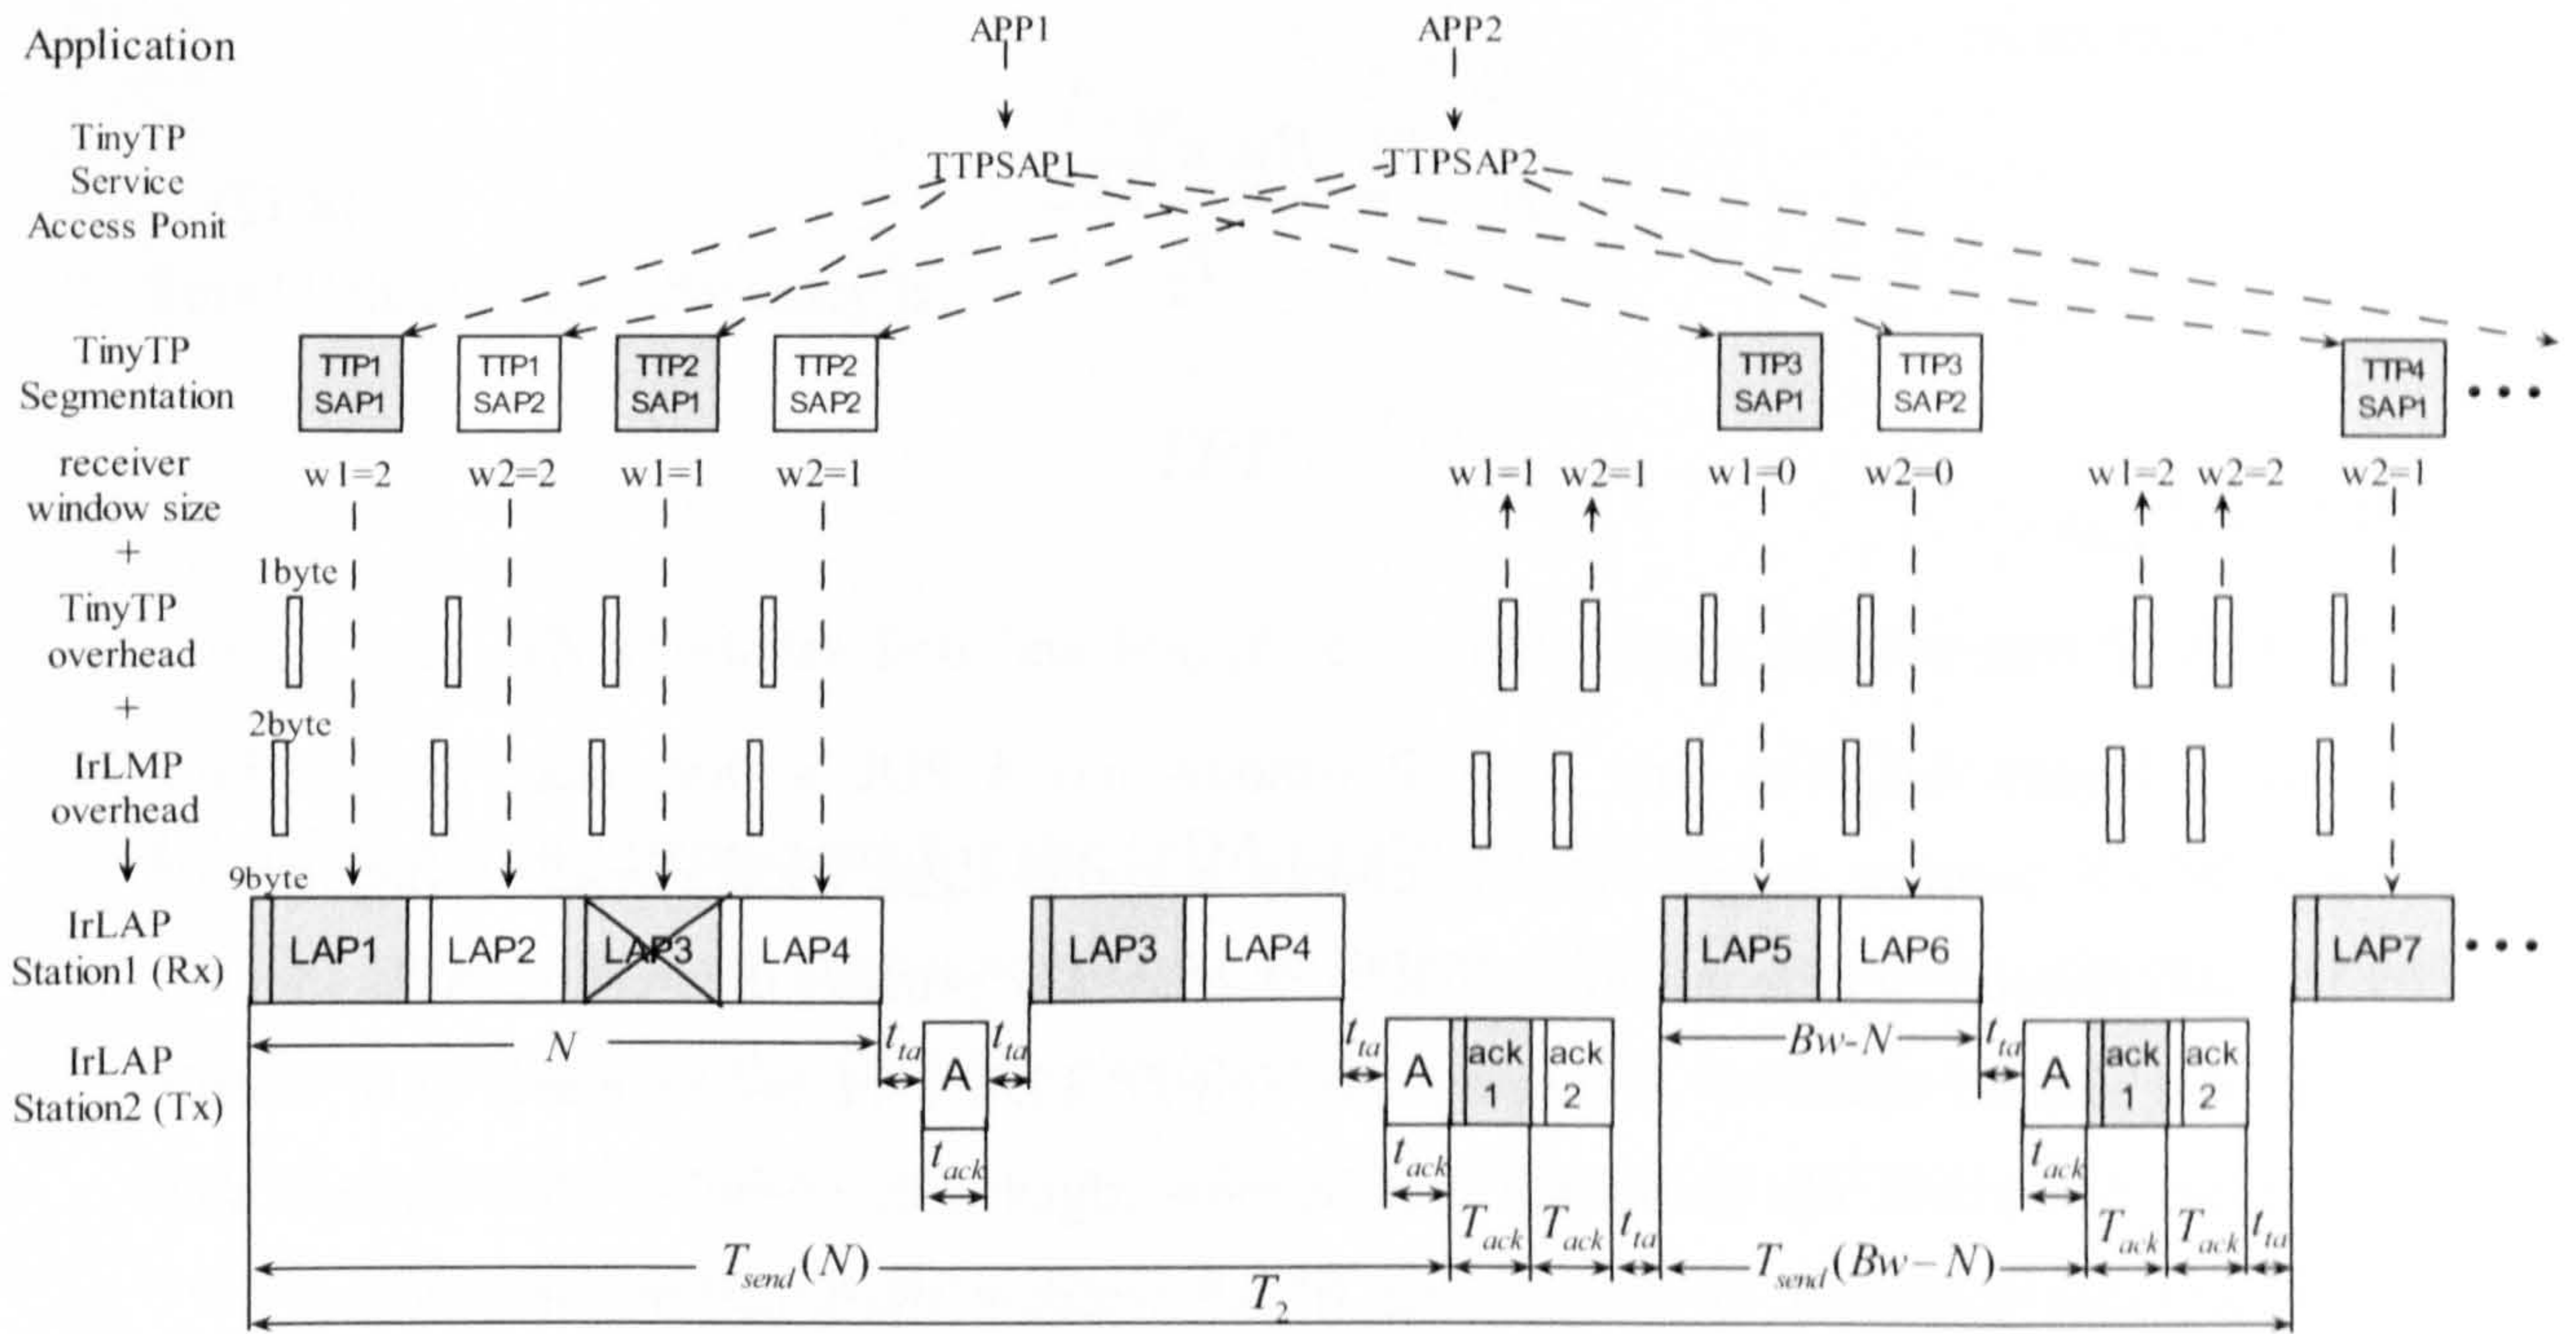 Application
APP1
APP2
TinyTP
Service
Access Ponit
TTPSAP1
TTPSAP2
TinyTP
Segmentation
TTP1
SAP1
TTP1
SAP2
TTP2
SAP1
TTP2
SAP2
TTP3
SAP1
TTP3
SAP2
TTP4
SAP1
• • •
receiver
window size
w1=2
w2=2
w1=1
w2=1
w1=1
w2=1
w1=0
w2=0
w1=2
w2=2
w2=1
+
1byte
TinyTP
overhead
+
2byte
IrLMP
overhead
9byte
IrLAP
Station1 (Rx)
LAP1
LAP2
LAP3
LAP4
LAP3
LAP4
LAP5
LAP6
LAP7
• • •
IrLAP
Station2 (Tx)
N
t_ta
A
t_ta
t_ta
A
ack
1
ack
2
Bw-N
t_ta
A
ack
1
ack
2
t_ack
t_ack
t_ack
T_send(N)
T_ack
T_ack
t_ta
T_send(Bw-N)
T_ack
T_ack
t_ta
T_2